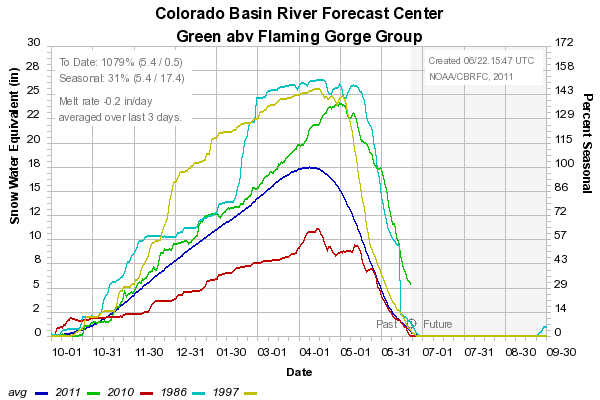 Colorado Basin River Forecast Center
Green abv Flaming Gorge Group
To Date: 1079% (5.4 / 0.5)
Seasonal: 31% (5.4 / 17.4)
Melt rate -0.2 in/day
averaged over last 3 days.
Created 06/22.15:47 UTC
NOAA/CBRFC, 2011
Snow Water Equivalent (in)
30
28
25
22
20
18
15
12
10
8
5
2
0
Percent Seasonal
172
158
143
129
115
100
86
72
57
43
29
14
0
Past
Future
10-01 10-31 11-30 12-31 01-30 03-01 04-01 05-01 05-31 07-01 07-31 08-30 09-30
Date
avg 2011 2010 1986 1997